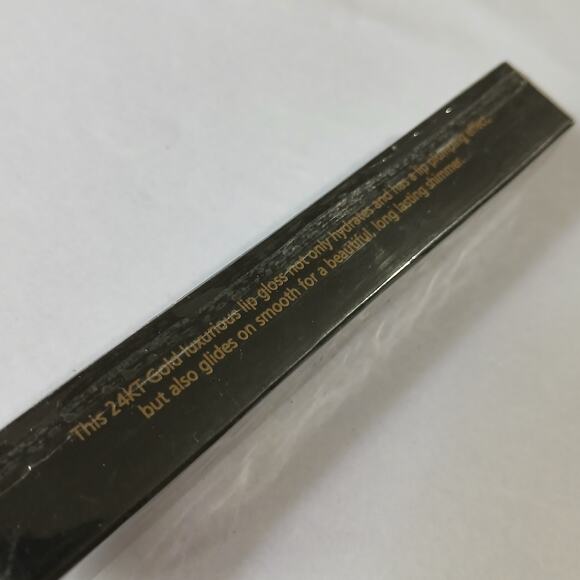 This 24KT Gold luxurious lip gloss not only hydrates and has a lip plumping effect,
but also glides on smooth for a beautiful, long lasting shimmer.